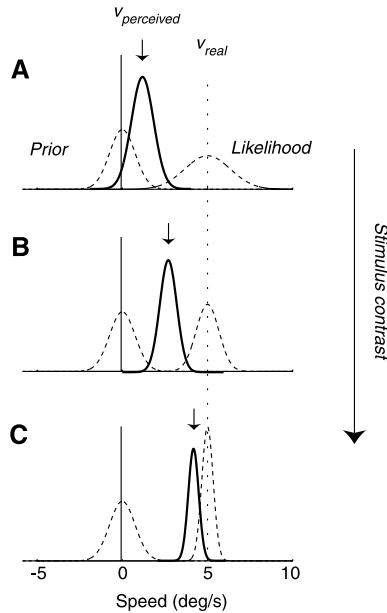 v_perceived
v_real
A
Prior
Likelihood
B
Stimulus contrast
C
-5 0 5 10
Speed (deg/s)